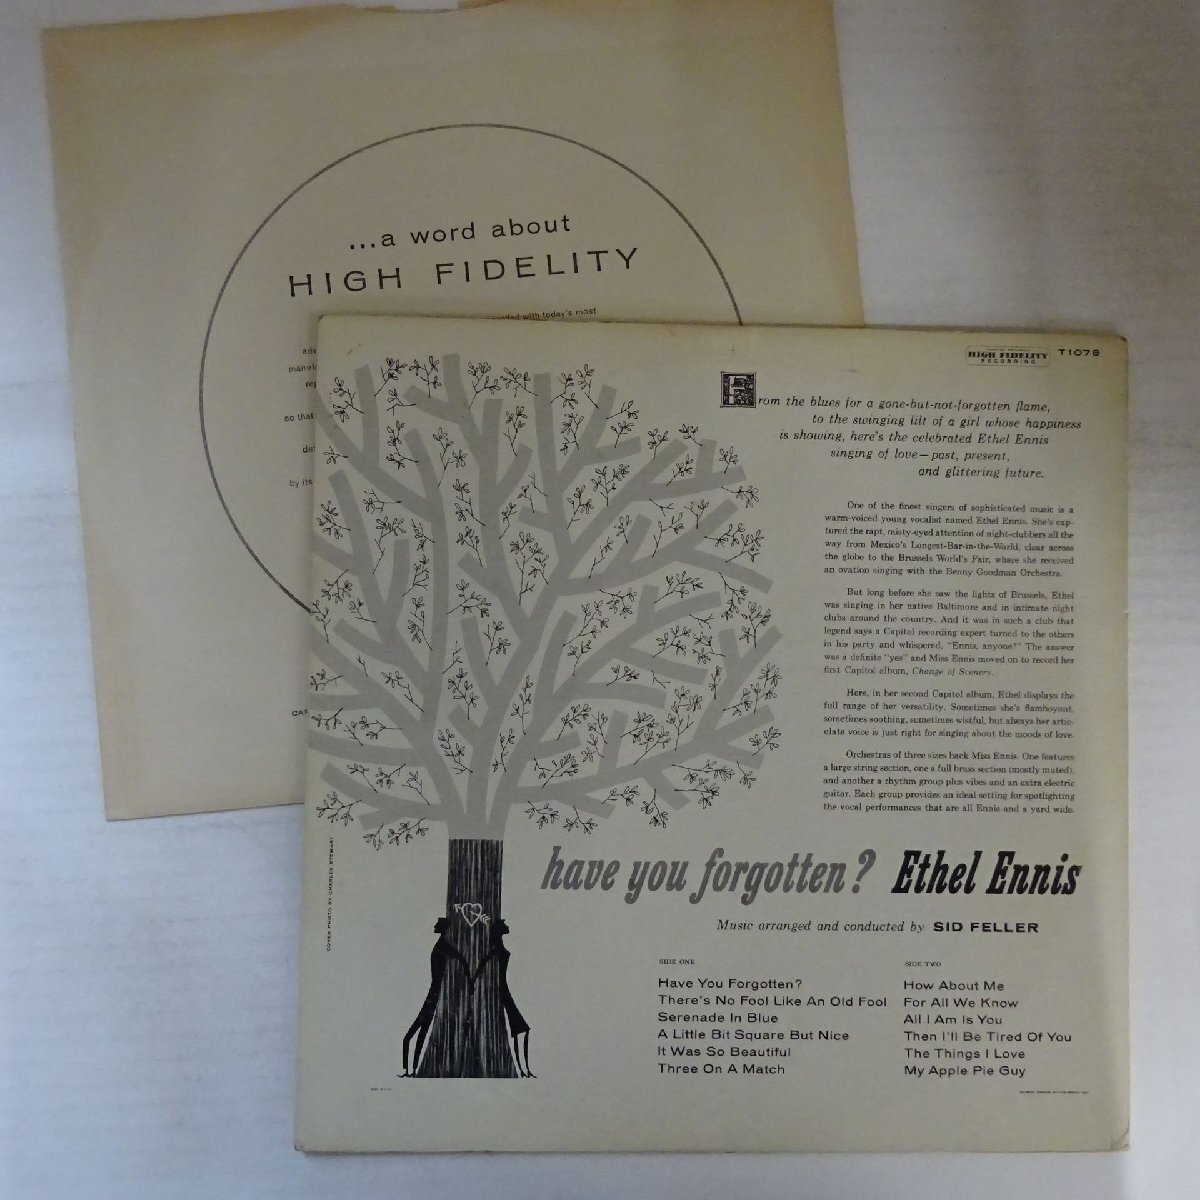 ...a word about
HIGH FIDELITY
with today's most
manuf
rep
so that
de
by its
HIGH FIDELITY
RECORDING
T1078
From the blues for a gone-but-not-forgotten flame,
to the swinging lilt of a girl whose happiness
is showing, here's the celebrated Ethel Ennis
singing of love—past, present,
and glittering future.
One of the finest singers of sophisticated music is a
warm-voiced young vocalist named Ethel Ennis. She's cap-
tured the rapt, misty-eyed attention of night-clubbers all the
way from Mexico's Longest-Bar-in-the-World, clear across
the globe to the Brussels World's Fair, where she received
an ovation singing with the Benny Goodman Orchestra.
But long before she saw the lights of Brussels, Ethel
was singing in her native Baltimore and in intimate night
clubs around the country. And it was in such a club that
legend says a Capitol recording expert turned to the others
in his party and whispered, "Ennis, anyone?" The answer
was a definite "yes" and Miss Ennis moved on to record her
first Capitol album, Change of Scenery.
Here, in her second Capitol album, Ethel displays the
full range of her versatility. Sometimes she's flamboyant,
sometimes soothing, sometimes wistful, but always her artic-
ulate voice is just right for singing about the moods of love.
Orchestras of three sizes back Miss Ennis. One features
a large string section, one a full brass section (mostly muted),
and another a rhythm group plus vibes and an extra electric
guitar. Each group provides an ideal setting for spotlighting
the vocal performances that are all Ennis and a yard wide.
COVER PHOTO BY CHARLES STEWART
have you forgotten? Ethel Ennis
Music arranged and conducted by SID FELLER
SIDE ONE
Have You Forgotten?
There's No Fool Like An Old Fool
Serenade In Blue
A Little Bit Square But Nice
It Was So Beautiful
Three On A Match
SIDE TWO
How About Me
For All We Know
All I Am Is You
Then I'll Be Tired Of You
The Things I Love
My Apple Pie Guy